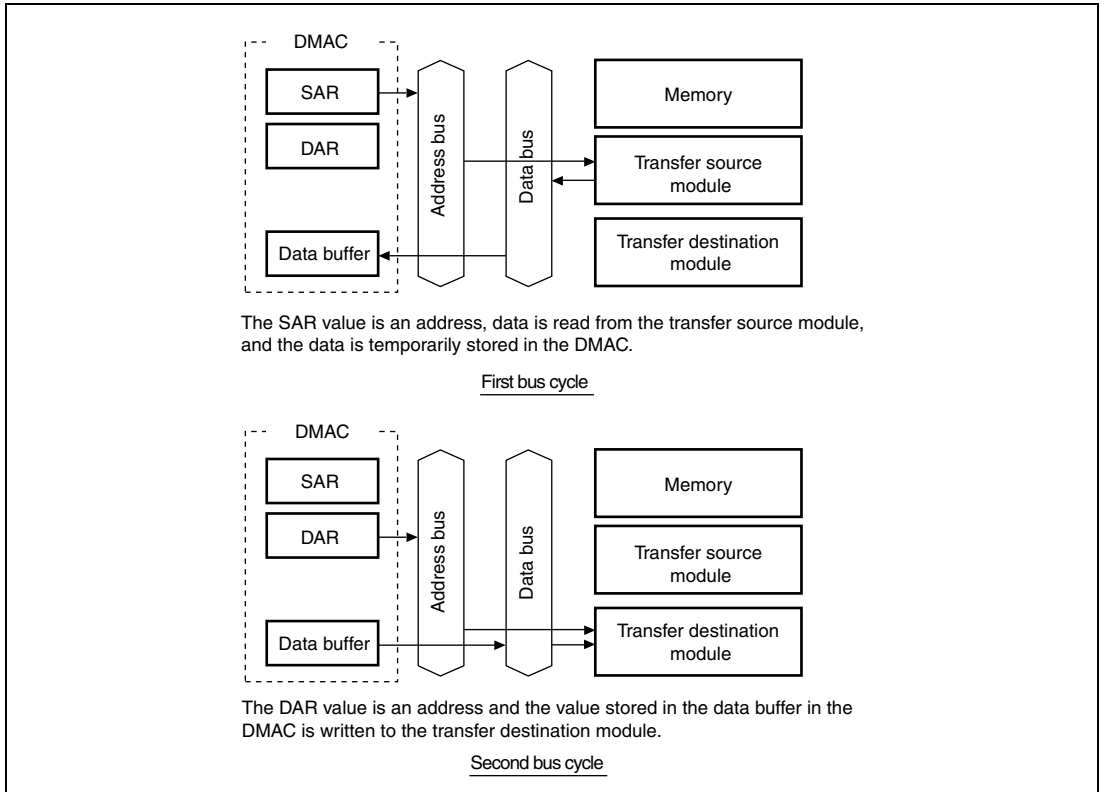 DMAC
SAR
DAR
Data buffer
Address bus
Data bus
Memory
Transfer source
module
Transfer destination
module
The SAR value is an address, data is read from the transfer source module,
and the data is temporarily stored in the DMAC.
First bus cycle
DMAC
SAR
DAR
Data buffer
Address bus
Data bus
Memory
Transfer source
module
Transfer destination
module
The DAR value is an address and the value stored in the data buffer in the
DMAC is written to the transfer destination module.
Second bus cycle